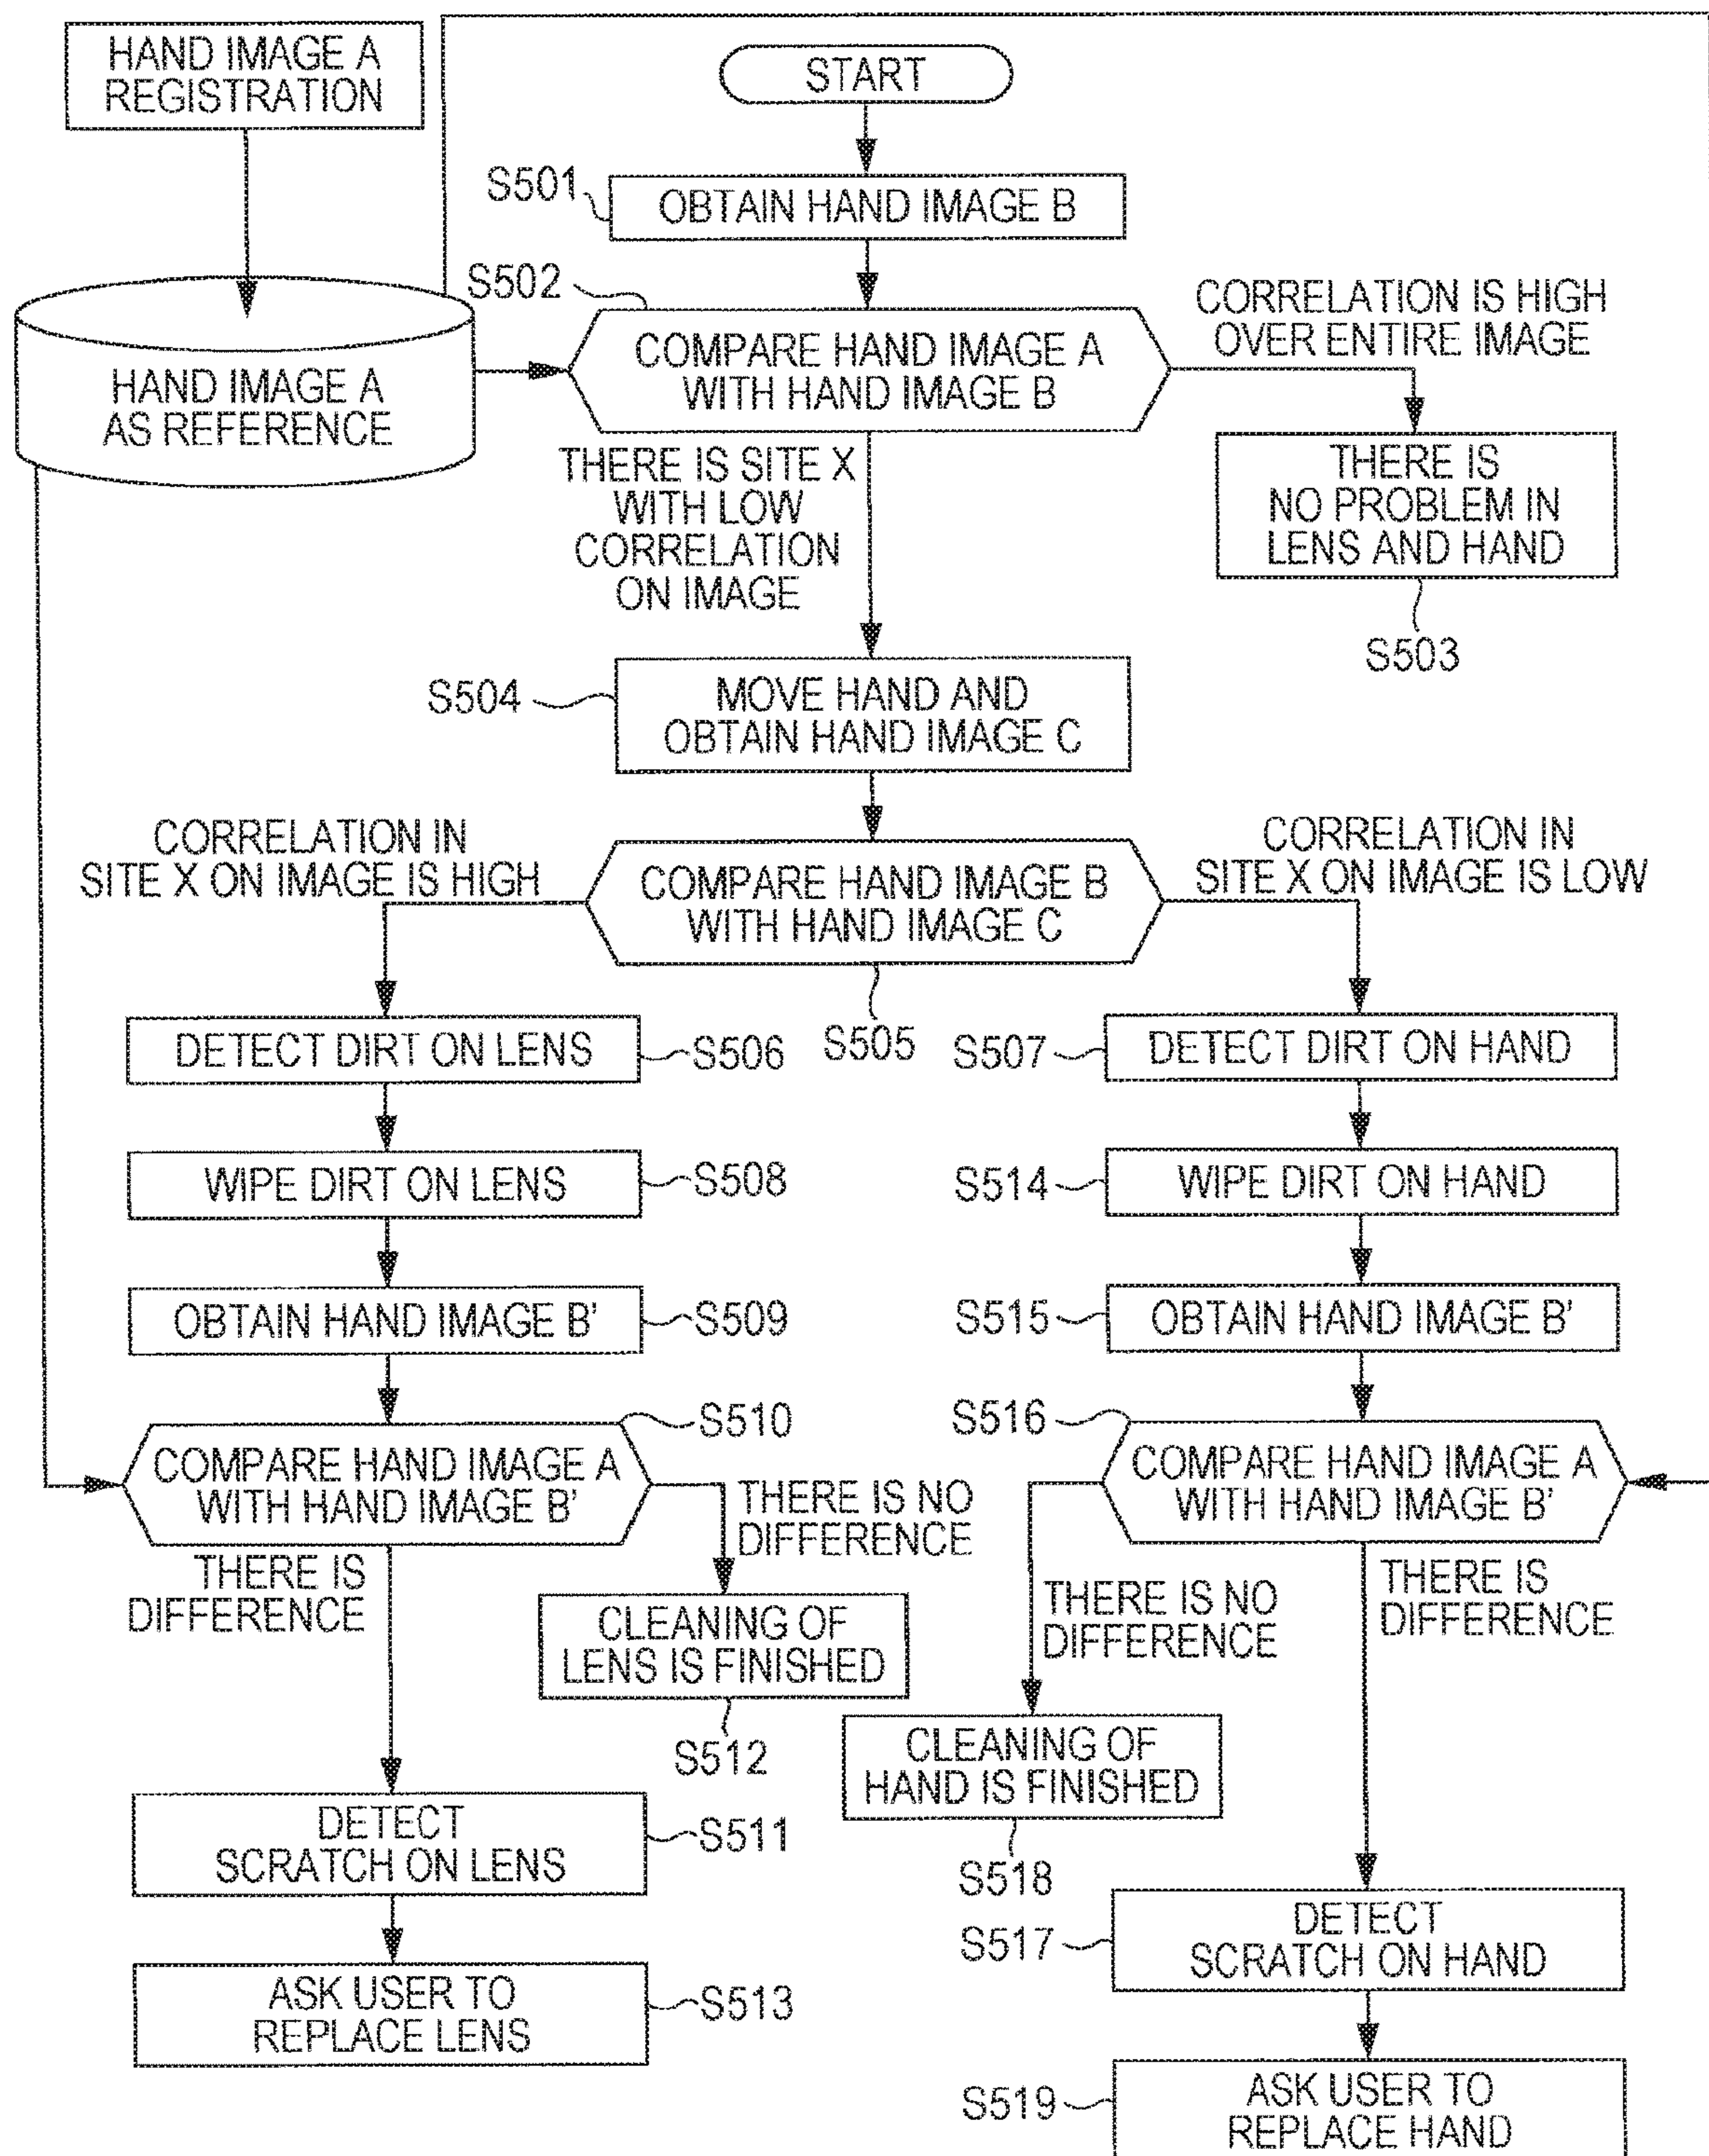 HAND IMAGE A
REGISTRATION
START
S501
OBTAIN HAND IMAGE B
S502
COMPARE HAND IMAGE A
WITH HAND IMAGE B
CORRELATION IS HIGH
OVER ENTIRE IMAGE
HAND IMAGE A
AS REFERENCE
THERE IS SITE X
WITH LOW
CORRELATION
ON IMAGE
THERE IS
NO PROBLEM IN
LENS AND HAND
S503
S504
MOVE HAND AND
OBTAIN HAND IMAGE C
CORRELATION IN
SITE X ON IMAGE IS HIGH
COMPARE HAND IMAGE B
WITH HAND IMAGE C
CORRELATION IN
SITE X ON IMAGE IS LOW
S505
DETECT DIRT ON LENS
S506
S507
DETECT DIRT ON HAND
WIPE DIRT ON LENS
S508
S514
WIPE DIRT ON HAND
OBTAIN HAND IMAGE B'
S509
S515
OBTAIN HAND IMAGE B'
S510
COMPARE HAND IMAGE A
WITH HAND IMAGE B'
S516
COMPARE HAND IMAGE A
WITH HAND IMAGE B'
THERE IS
DIFFERENCE
THERE IS NO
DIFFERENCE
THERE IS NO
DIFFERENCE
THERE IS
DIFFERENCE
CLEANING OF
LENS IS FINISHED
S512
CLEANING OF
HAND IS FINISHED
S518
DETECT
SCRATCH ON LENS
S511
S517
DETECT
SCRATCH ON HAND
ASK USER TO
REPLACE LENS
S513
S519
ASK USER TO
REPLACE HAND